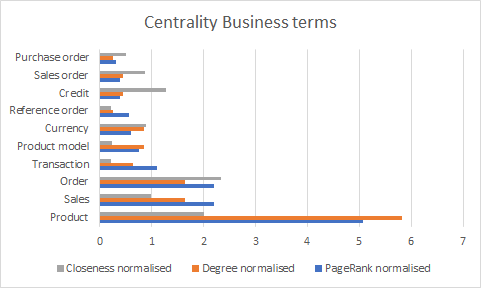 Centrality Business terms
Purchase order
Sales order
Credit
Reference order
Currency
Product model
Transaction
Order
Sales
Product
0 1 2 3 4 5 6 7
Closeness normalised Degree normalised PageRank normalised